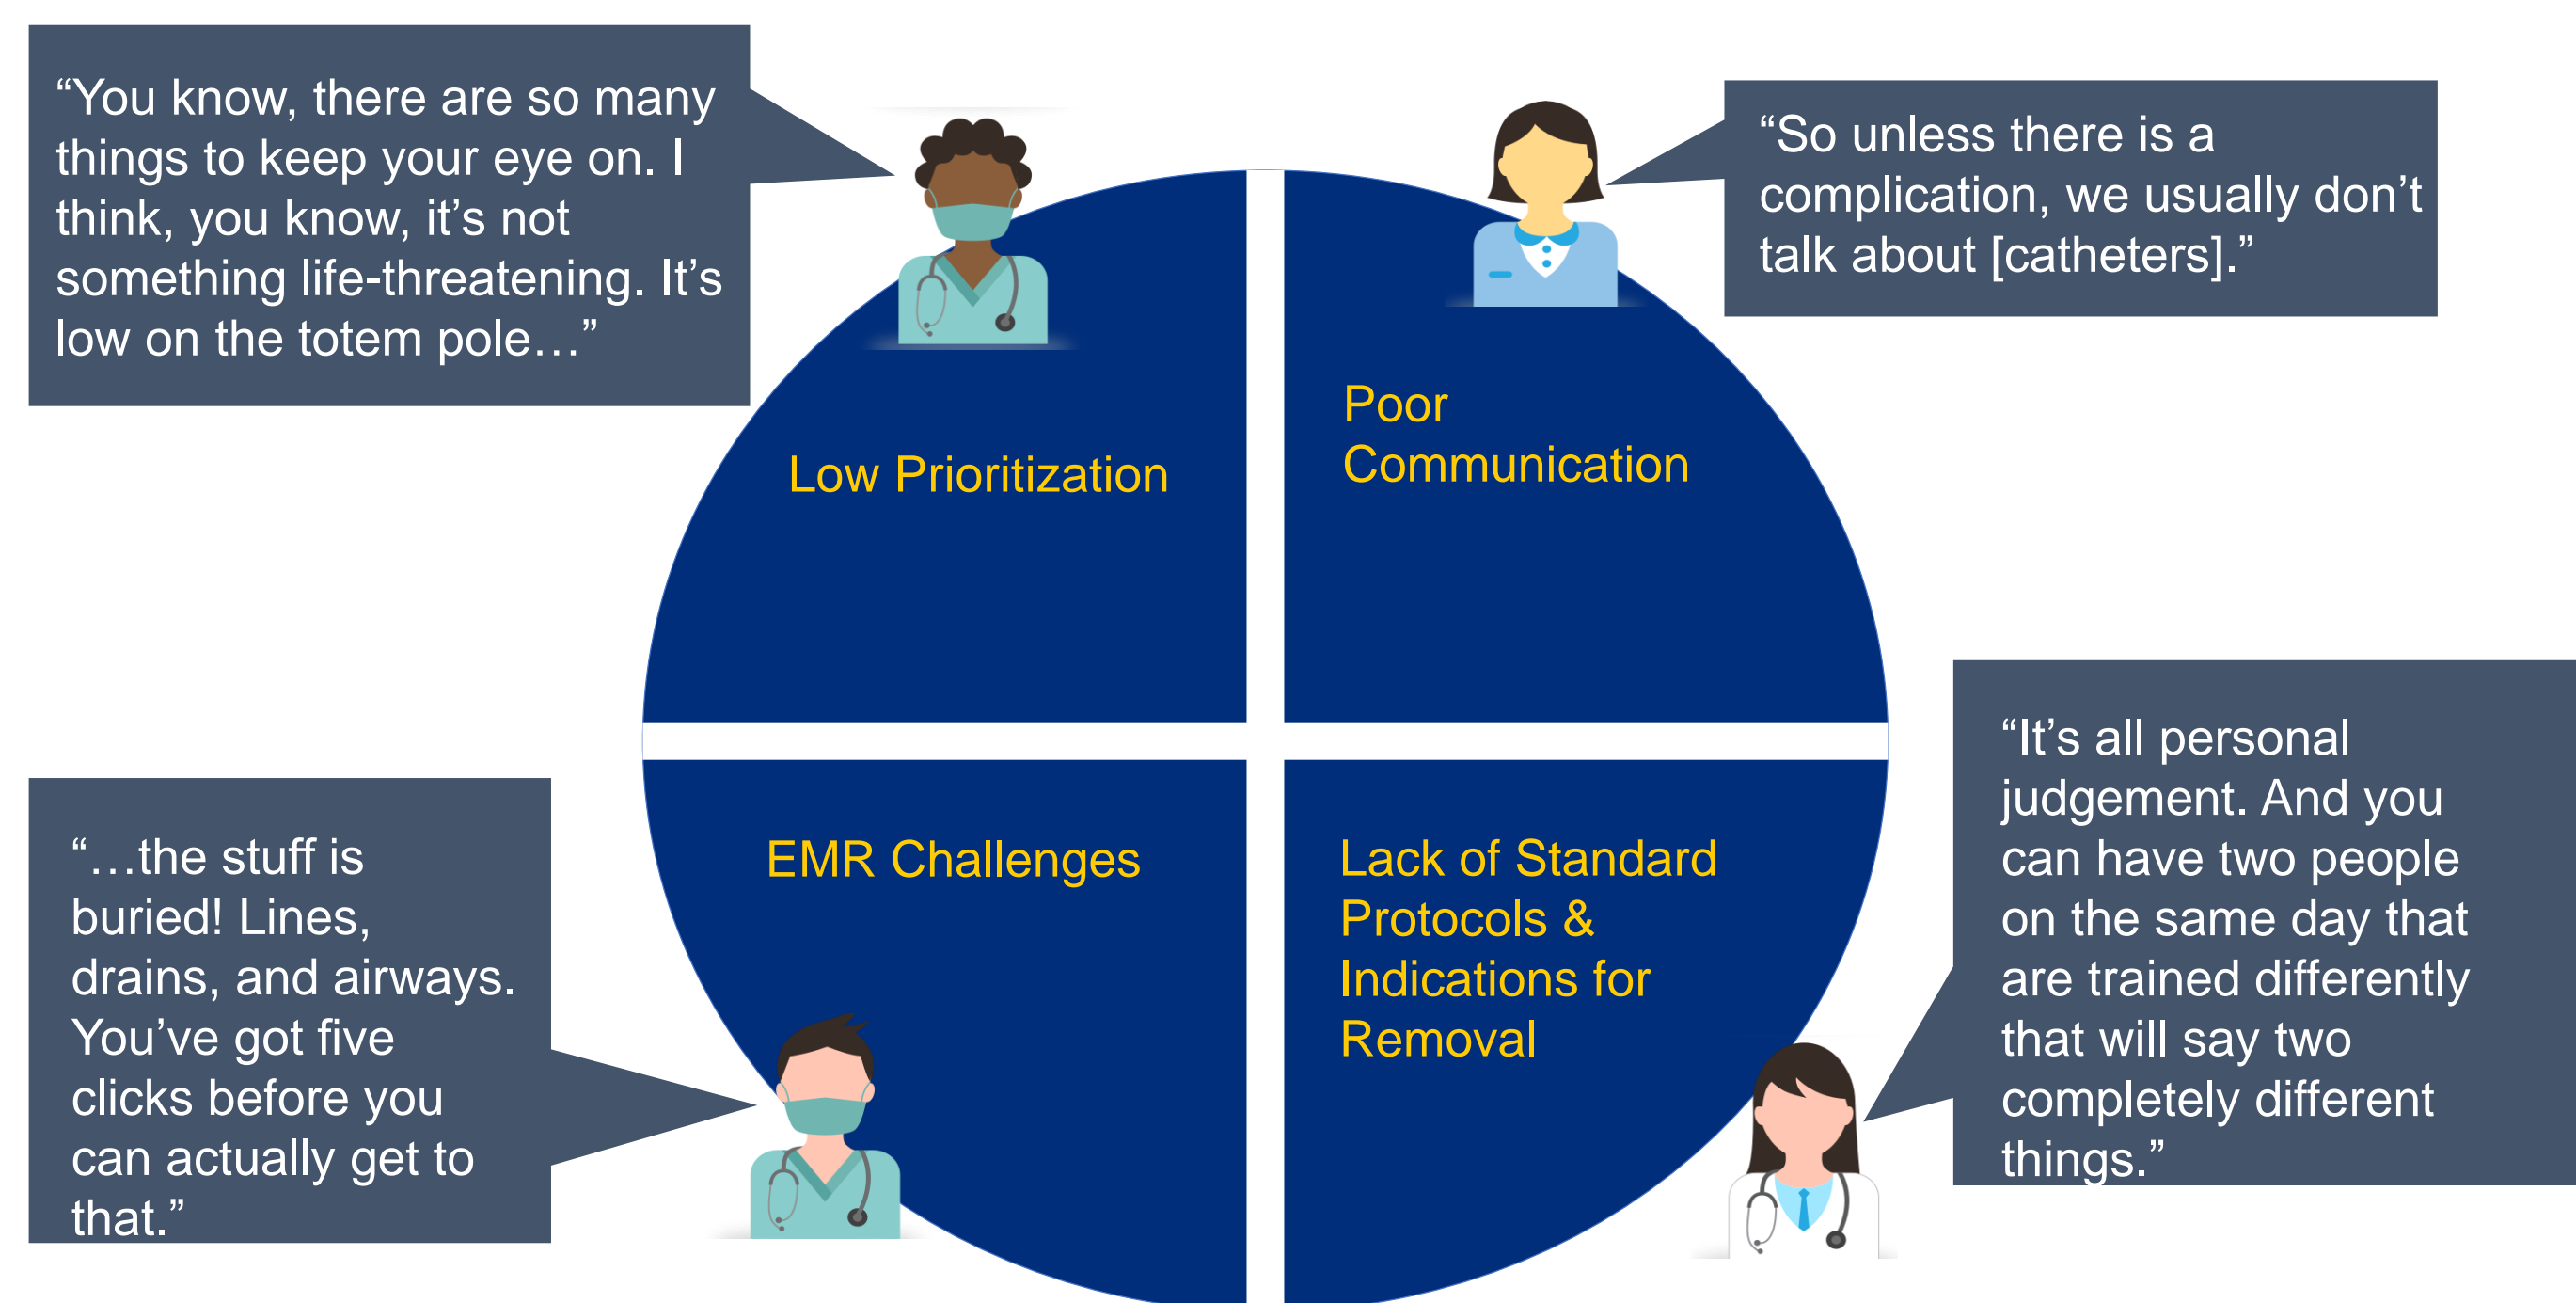 “You know, there are so many
things to keep your eye on. I
think, you know, it’s not
something life-threatening. It’s
low on the totem pole…”
“So unless there is a
complication, we usually don’t
talk about [catheters].”
Low Prioritization
Poor
Communication
“…the stuff is
buried! Lines,
drains, and airways.
You’ve got five
clicks before you
can actually get to
that.”
EMR Challenges
Lack of Standard
Protocols &
Indications for
Removal
“It’s all personal
judgement. And you
can have two people
on the same day that
are trained differently
that will say two
completely different
things.”